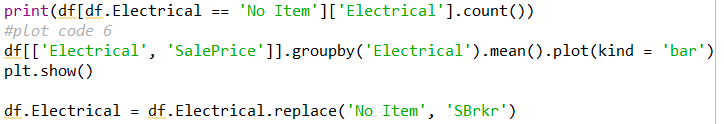 print(df[df.Electrical == 'No Item']['Electrical'].count())
#plot code 6
df[['Electrical', 'SalePrice']].groupby('Electrical').mean().plot(kind = 'bar')
plt.show()
df.Electrical = df.Electrical.replace('No Item', 'SBrkr')